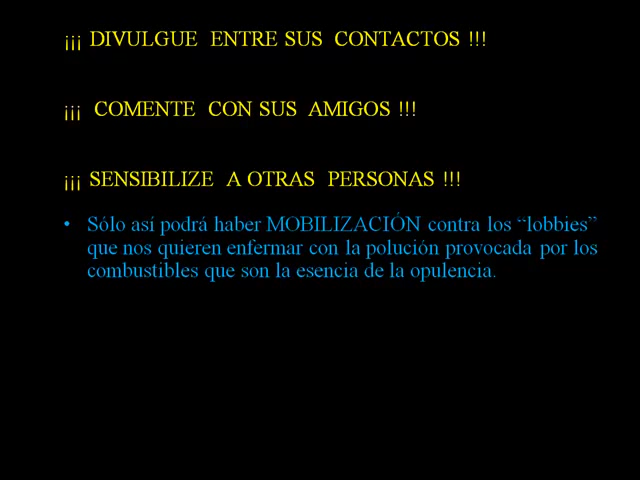 ¡¡¡ DIVULGUE ENTRE SUS CONTACTOS !!!
¡¡¡ COMENTE CON SUS AMIGOS !!!
¡¡¡ SENSIBILIZE A OTRAS PERSONAS !!!
• Sólo así podrá haber MOBILIZACIÓN contra los “lobbies”
que nos quieren enfermar con la polución provocada por los
combustibles que son la esencia de la opulencia.